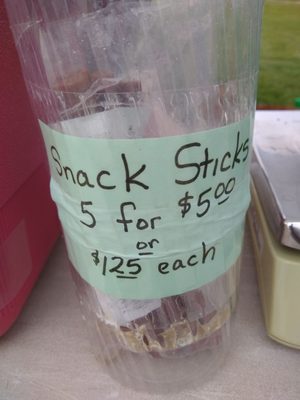 Snack Sticks
5 for $5.00
or
$1.25 each